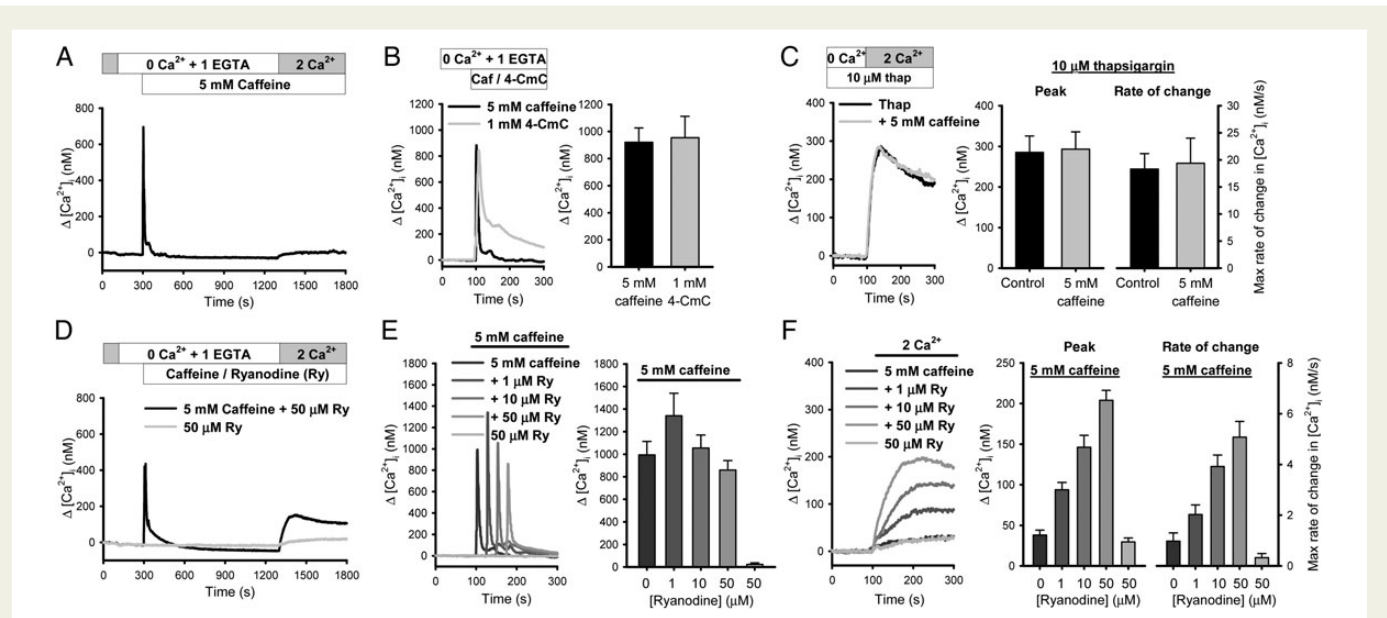 A
0 Ca2+ + 1 EGTA 2 Ca2+
5 mM Caffeine
800
600
400
200
0
Δ [Ca2+]i (nM)
0 300 600 900 1200 1500 1800
Time (s)
B
0 Ca2+ + 1 EGTA
Caf / 4-CmC
5 mM caffeine
1 mM 4-CmC
1200
1000
800
600
400
200
0
Δ [Ca2+]i (nM)
0 100 200 300
Time (s)
1200
1000
800
600
400
200
0
Δ [Ca2+]i (nM)
5 mM 1 mM
caffeine 4-CmC
C
0 Ca2+ 2 Ca2+
10 μM thap
Thap
+ 5 mM caffeine
400
300
200
100
0
Δ [Ca2+]i (nM)
0 100 200 300
Time (s)
10 μM thapsigargin
Peak Rate of change
400
300
200
100
0
Δ [Ca2+]i (nM)
Control 5 mM Control 5 mM
caffeine caffeine
30
25
20
15
10
5
0
Max rate of change in [Ca2+]i (nM/s)
D
0 Ca2+ + 1 EGTA 2 Ca2+
Caffeine / Ryanodine (Ry)
5 mM Caffeine + 50 μM Ry
50 μM Ry
800
600
400
200
0
Δ [Ca2+]i (nM)
0 300 600 900 1200 1500 1800
Time (s)
E
5 mM caffeine
5 mM caffeine
+ 1 μM Ry
+ 10 μM Ry
+ 50 μM Ry
50 μM Ry
1800
1600
1400
1200
1000
800
600
400
200
0
Δ [Ca2+]i (nM)
0 100 200 300
Time (s)
5 mM caffeine
1800
1600
1400
1200
1000
800
600
400
200
0
Δ [Ca2+]i (nM)
0 1 10 50 50
[Ryanodine] (μM)
F
2 Ca2+
5 mM caffeine
+ 1 μM Ry
+ 10 μM Ry
+ 50 μM Ry
50 μM Ry
400
300
200
100
0
Δ [Ca2+]i (nM)
0 100 200 300
Time (s)
Peak Rate of change
5 mM caffeine 5 mM caffeine
250
200
150
100
50
0
Δ [Ca2+]i (nM)
0 1 10 50 50 0 1 10 50 50
[Ryanodine] (μM) [Ryanodine] (μM)
8
6
4
2
0
Max rate of change in [Ca2+]i (nM/s)